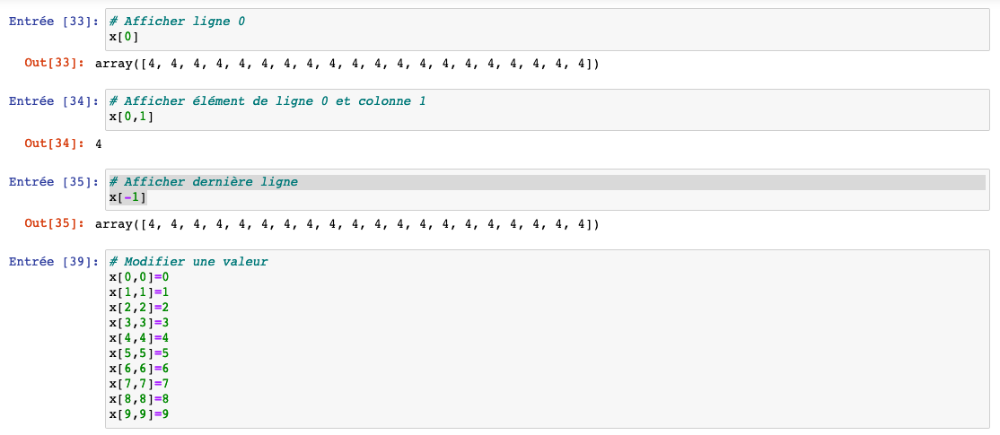 Entrée [33]: # Afficher ligne 0
x[0]
Out[33]: array([4, 4, 4, 4, 4, 4, 4, 4, 4, 4, 4, 4, 4, 4, 4, 4, 4, 4, 4, 4])
Entrée [34]: # Afficher élémént de ligne 0 et colonne 1
x[0,1]
Out[34]: 4
Entrée [35]: # Afficher dernière ligne
x[-1]
Out[35]: array([4, 4, 4, 4, 4, 4, 4, 4, 4, 4, 4, 4, 4, 4, 4, 4, 4, 4, 4, 4])
Entrée [39]: # Modifier une valeur
x[0,0]=0
x[1,1]=1
x[2,2]=2
x[3,3]=3
x[4,4]=4
x[5,5]=5
x[6,6]=6
x[7,7]=7
x[8,8]=8
x[9,9]=9